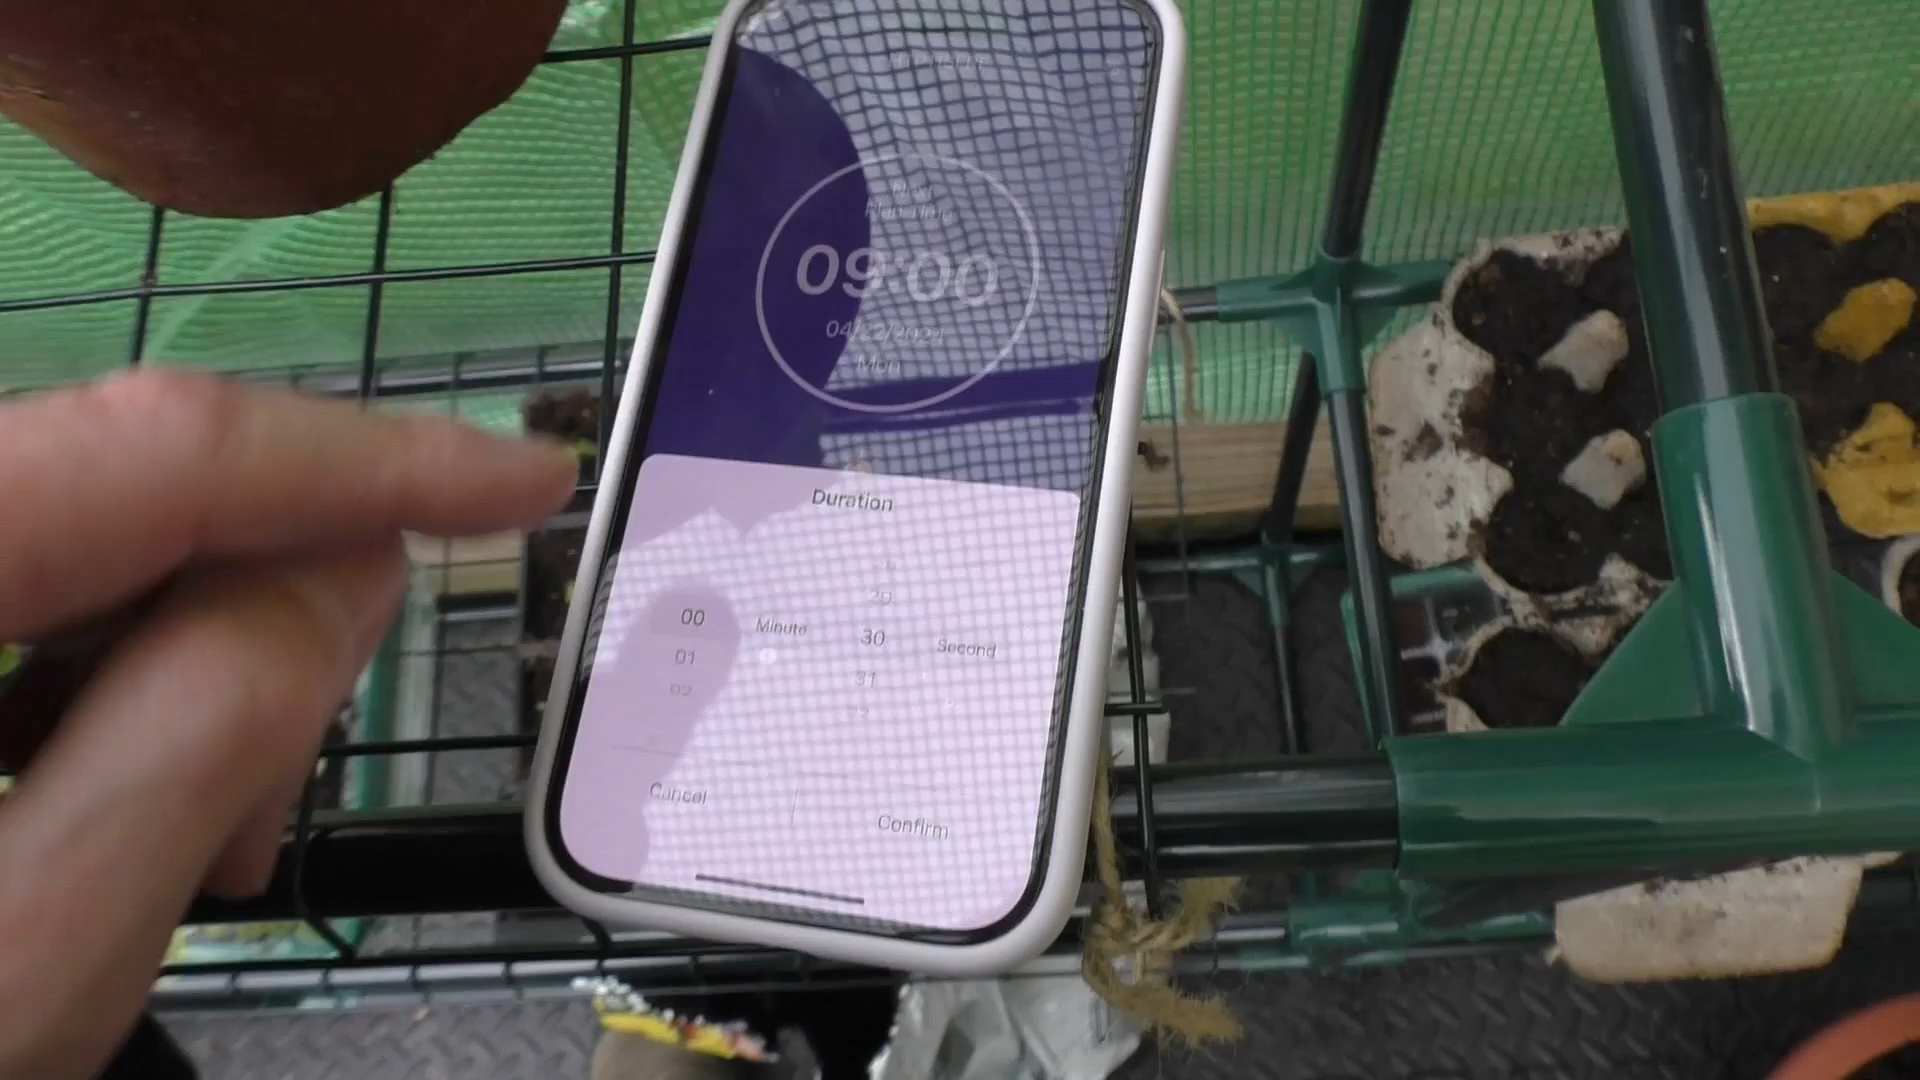 Next
Plan Time
09:00
04/22/2024
Mon
Duration
29
00 Minute 30 Second
01 31
02
Cancel Confirm